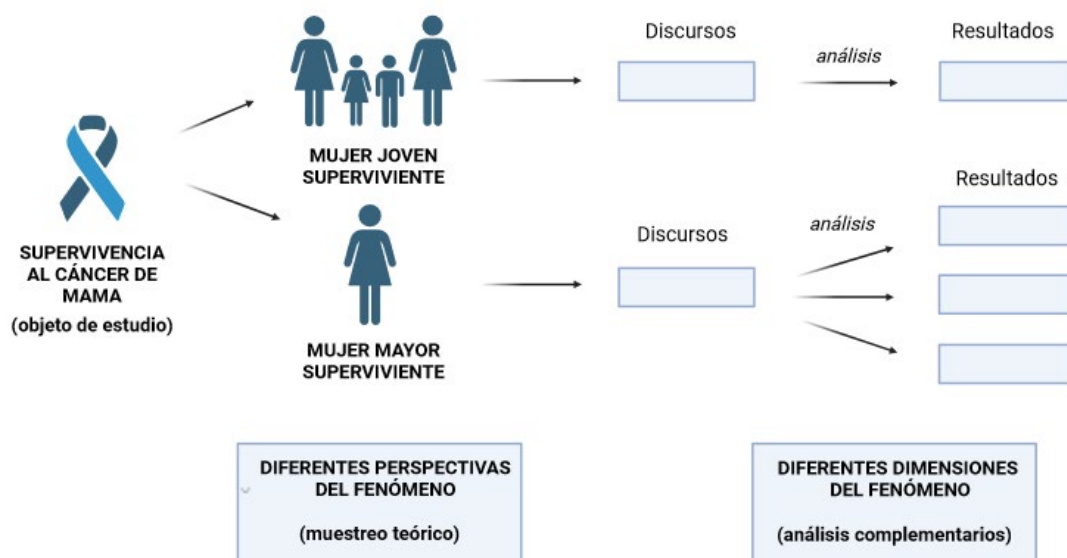 Discursos
análisis
Resultados
MUJER JOVEN
SUPERVIVIENTE
SUPERVIVENCIA
AL CÁNCER DE
MAMA
(objeto de estudio)
Discursos
análisis
Resultados
MUJER MAYOR
SUPERVIVIENTE
DIFERENTES PERSPECTIVAS
DEL FENÓMENO
(muestreo teórico)
DIFERENTES DIMENSIONES
DEL FENÓMENO
(análisis complementarios)